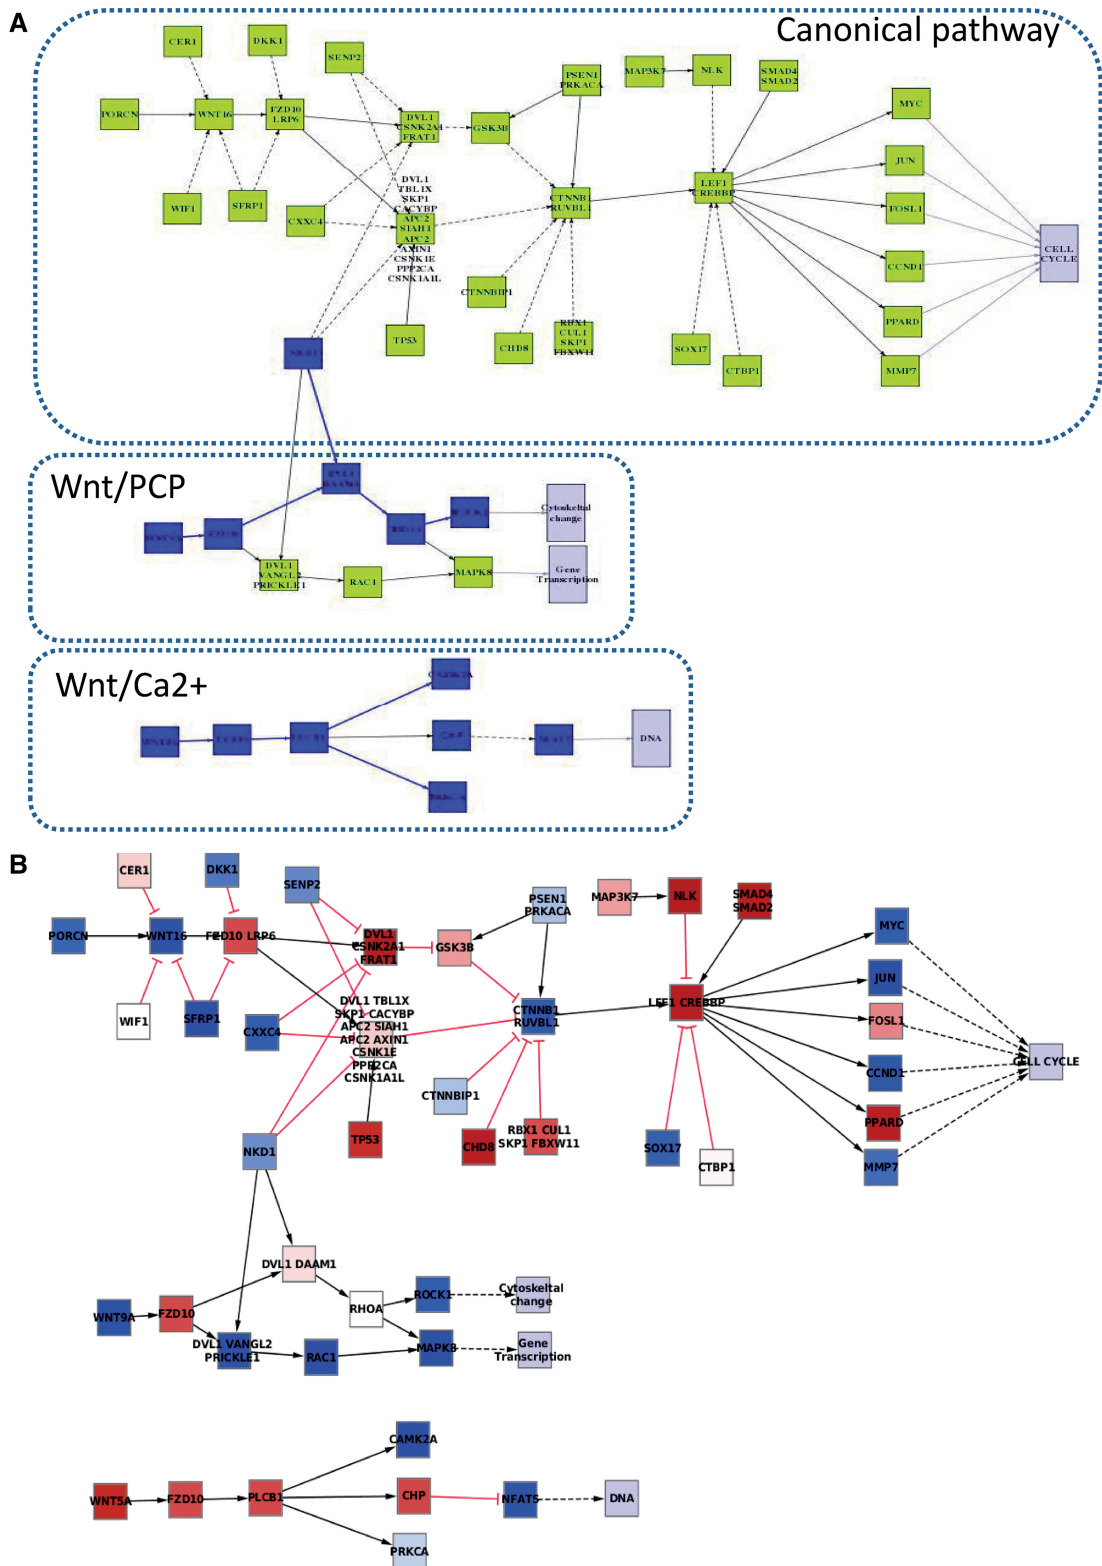 A
Canonical pathway
CER1
DKK1
SENP2
PSEN1
PRKACA
MAP3K7
NLK
SMAD4
SMAD2
PORCN
WNT16
FZD10
LRP6
DVL1
CSNK2A1
FRAT1
GSK3B
MYC
JUN
WIF1
SFRP1
CXXC4
DVL1
TBL1X
SKP1
CACYBP
APC2
SIAH1
APC2
AXIN1
CSNK1E
PPP2CA
CSNK1A1L
CTNNB1
RUVBL1
LEF1
CREBBP
FOSL1
CELL
CYCLE
CCND1
CTNNBIP1
PPARD
TP53
CHD8
RBX1
CUL1
SKP1
FBXW11
SOX17
CTBP1
MMP7
Wnt/PCP
Cytoskeltal
change
DVL1
VANGL2
PRICKLE1
RAC1
MAPK8
Gene
Transcription
Wnt/Ca2+
DNA
B
CER1
DKK1
SENP2
PSEN1
PRKACA
MAP3K7
NLK
SMAD4
SMAD2
PORCN
WNT16
FZD10 LRP6
DVL1
CSNK2A1
FRAT1
GSK3B
MYC
JUN
WIF1
SFRP1
CXXC4
DVL1 TBL1X
SKP1 CACYBP
APC2 SIAH1
APC2 AXIN1
CSNK1E
PPP2CA
CSNK1A1L
CTNNB1
RUVBL1
LEF1 CREBBP
FOSL1
CELL CYCLE
CCND1
CTNNBIP1
PPARD
TP53
CHD8
RBX1 CUL1
SKP1 FBXW11
SOX17
CTBP1
MMP7
NKD1
DVL1 DAAM1
WNT9A
FZD10
RHOA
ROCK1
Cytoskeltal
change
DVL1 VANGL2
PRICKLE1
RAC1
MAPK8
Gene
Transcription
CAMK2A
WNT5A
FZD10
PLCB1
CHP
NFAT5
DNA
PRKCA